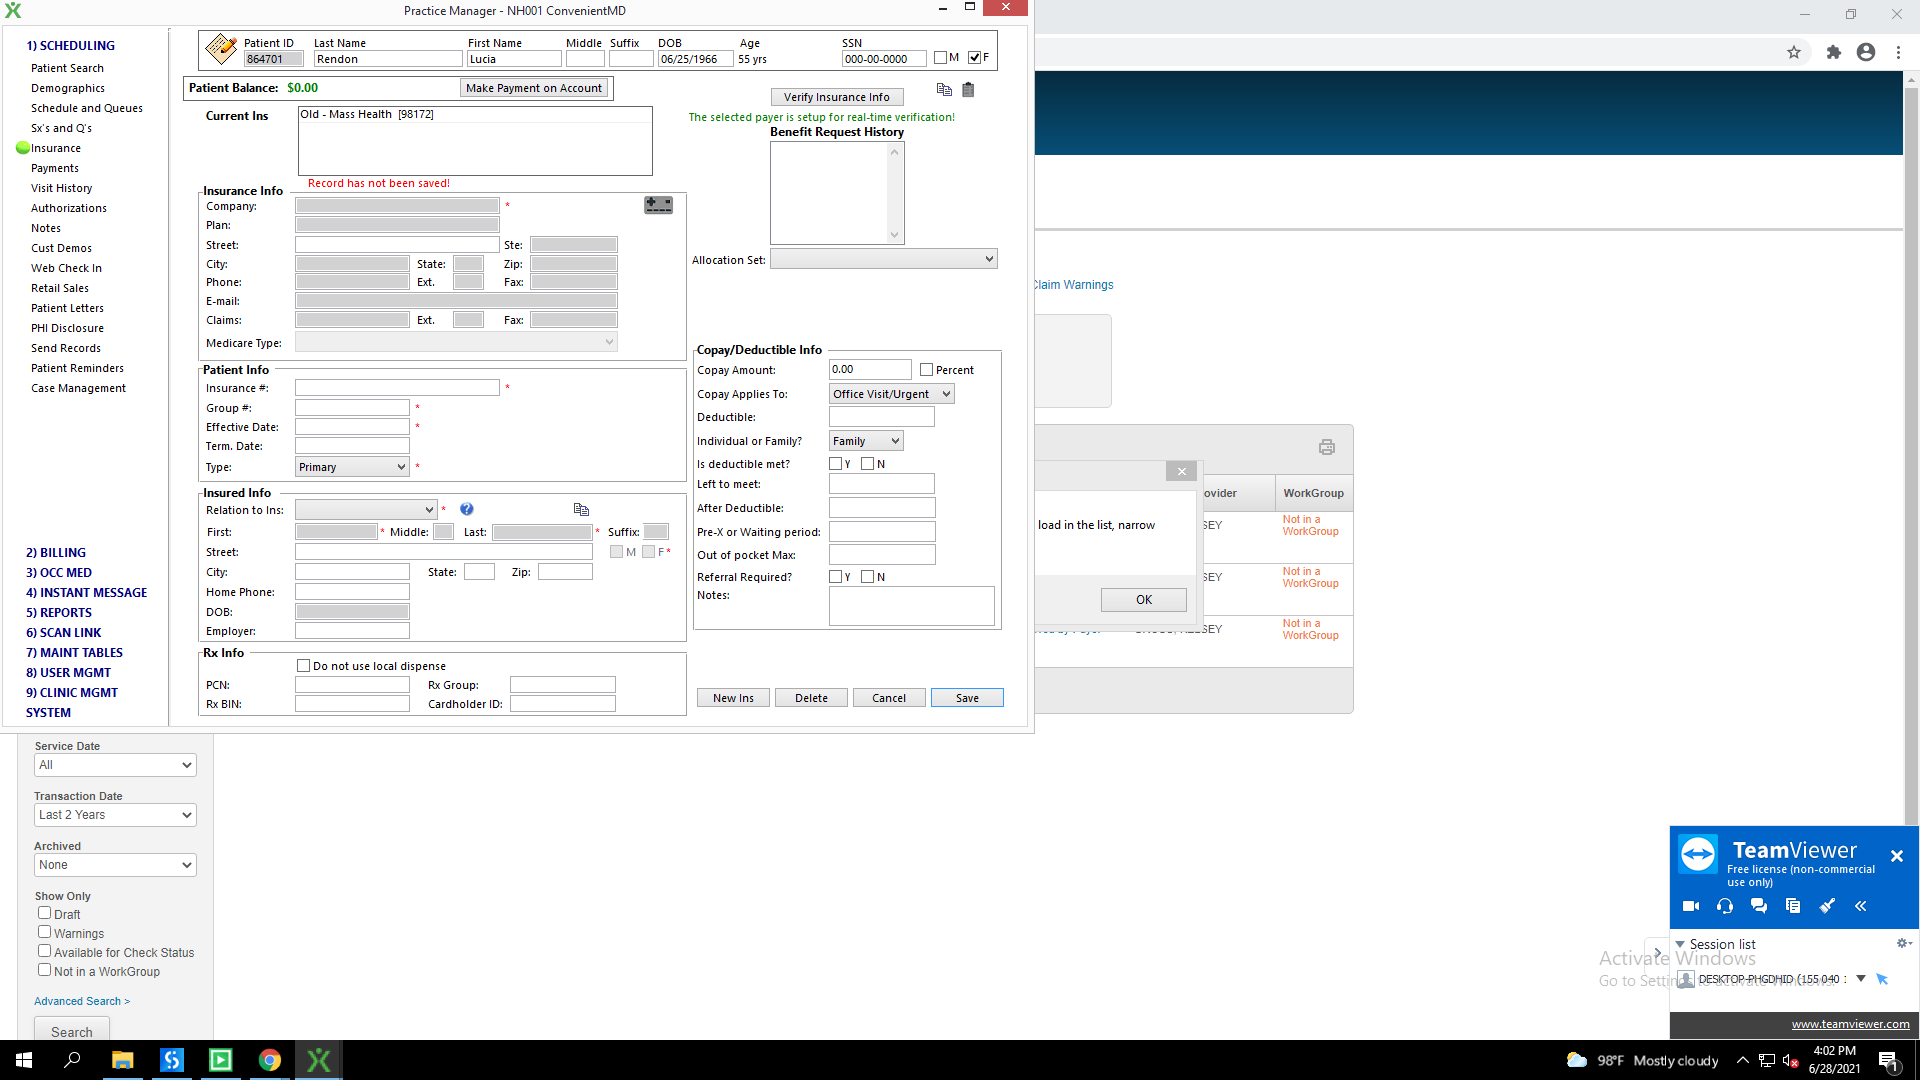 Practice Manager - NH001 ConvenientMD
1) SCHEDULING
Patient Search
Demographics
Schedule and Queues
Sx's and Q's
Insurance
Payments
Visit History
Authorizations
Notes
Cust Demos
Web Check In
Retail Sales
Patient Letters
PHI Disclosure
Send Records
Patient Reminders
Case Management
2) BILLING
3) OCC MED
4) INSTANT MESSAGE
5) REPORTS
6) SCAN LINK
7) MAINT TABLES
8) USER MGMT
9) CLINIC MGMT
SYSTEM
Patient ID Last Name First Name Middle Suffix DOB Age SSN
864701 Rendon Lucia 06/25/1966 55 yrs 000-00-0000 M F
Patient Balance: $0.00 Make Payment on Account
Current Ins Old - Mass Health [98172]
Record has not been saved!
Verify Insurance Info
The selected payer is setup for real-time verification!
Benefit Request History
Allocation Set:
Insurance Info
Company: *
Plan:
Street: Ste:
City: State: Zip:
Phone: Ext. Fax:
E-mail:
Claims: Ext. Fax:
Medicare Type:
Patient Info
Insurance #: *
Group #: *
Effective Date: *
Term. Date:
Type: Primary *
Insured Info
Relation to Ins: * ?
First: * Middle: Last: * Suffix:
Street: M F *
City: State: Zip:
Home Phone:
DOB:
Employer:
Rx Info
Do not use local dispense
PCN: Rx Group:
Rx BIN: Cardholder ID:
Copay/Deductible Info
Copay Amount: 0.00 Percent
Copay Applies To: Office Visit/Urgent
Deductible:
Individual or Family? Family
Is deductible met? Y N
Left to meet:
After Deductible:
Pre-X or Waiting period:
Out of pocket Max:
Referral Required? Y N
Notes:
New Ins Delete Cancel Save
Claim Warnings
ovider WorkGroup
load in the list, narrow
OK
SEY Not in a
WorkGroup
SEY Not in a
WorkGroup
SEY Not in a
WorkGroup
Service Date
All
Transaction Date
Last 2 Years
Archived
None
Show Only
Draft
Warnings
Available for Check Status
Not in a WorkGroup
Advanced Search >
Search
TeamViewer
Free license (non-commercial
use only)
Session list
DESKTOP-PHGDHID (155 040
Activate Windows
Go to Settings to activate Windows.
www.teamviewer.com
98°F Mostly cloudy
4:02 PM
6/28/2021
1